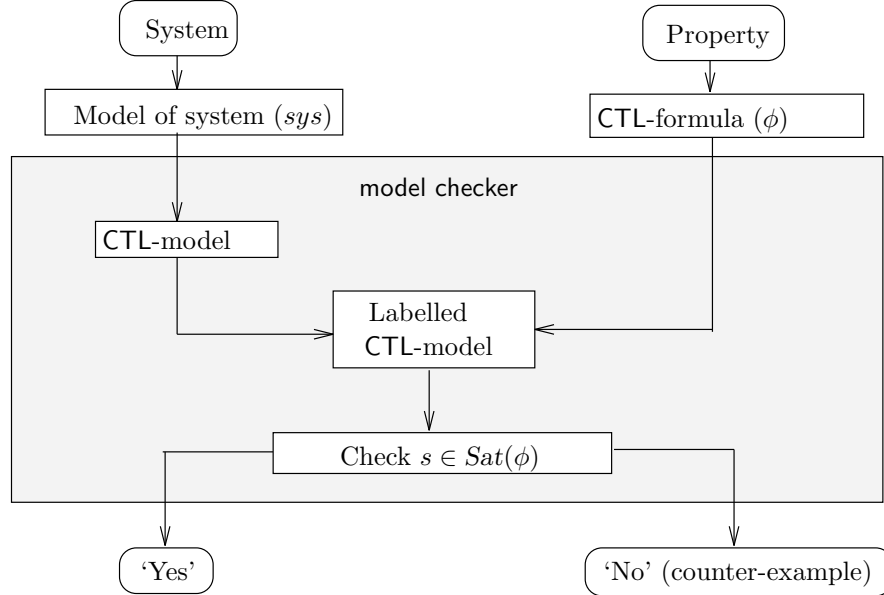 System
Property
Model of system (sys)
CTL-formula (ϕ)
model checker
CTL-model
Labelled
CTL-model
Check s ∈ Sat(ϕ)
‘Yes’
‘No’ (counter-example)